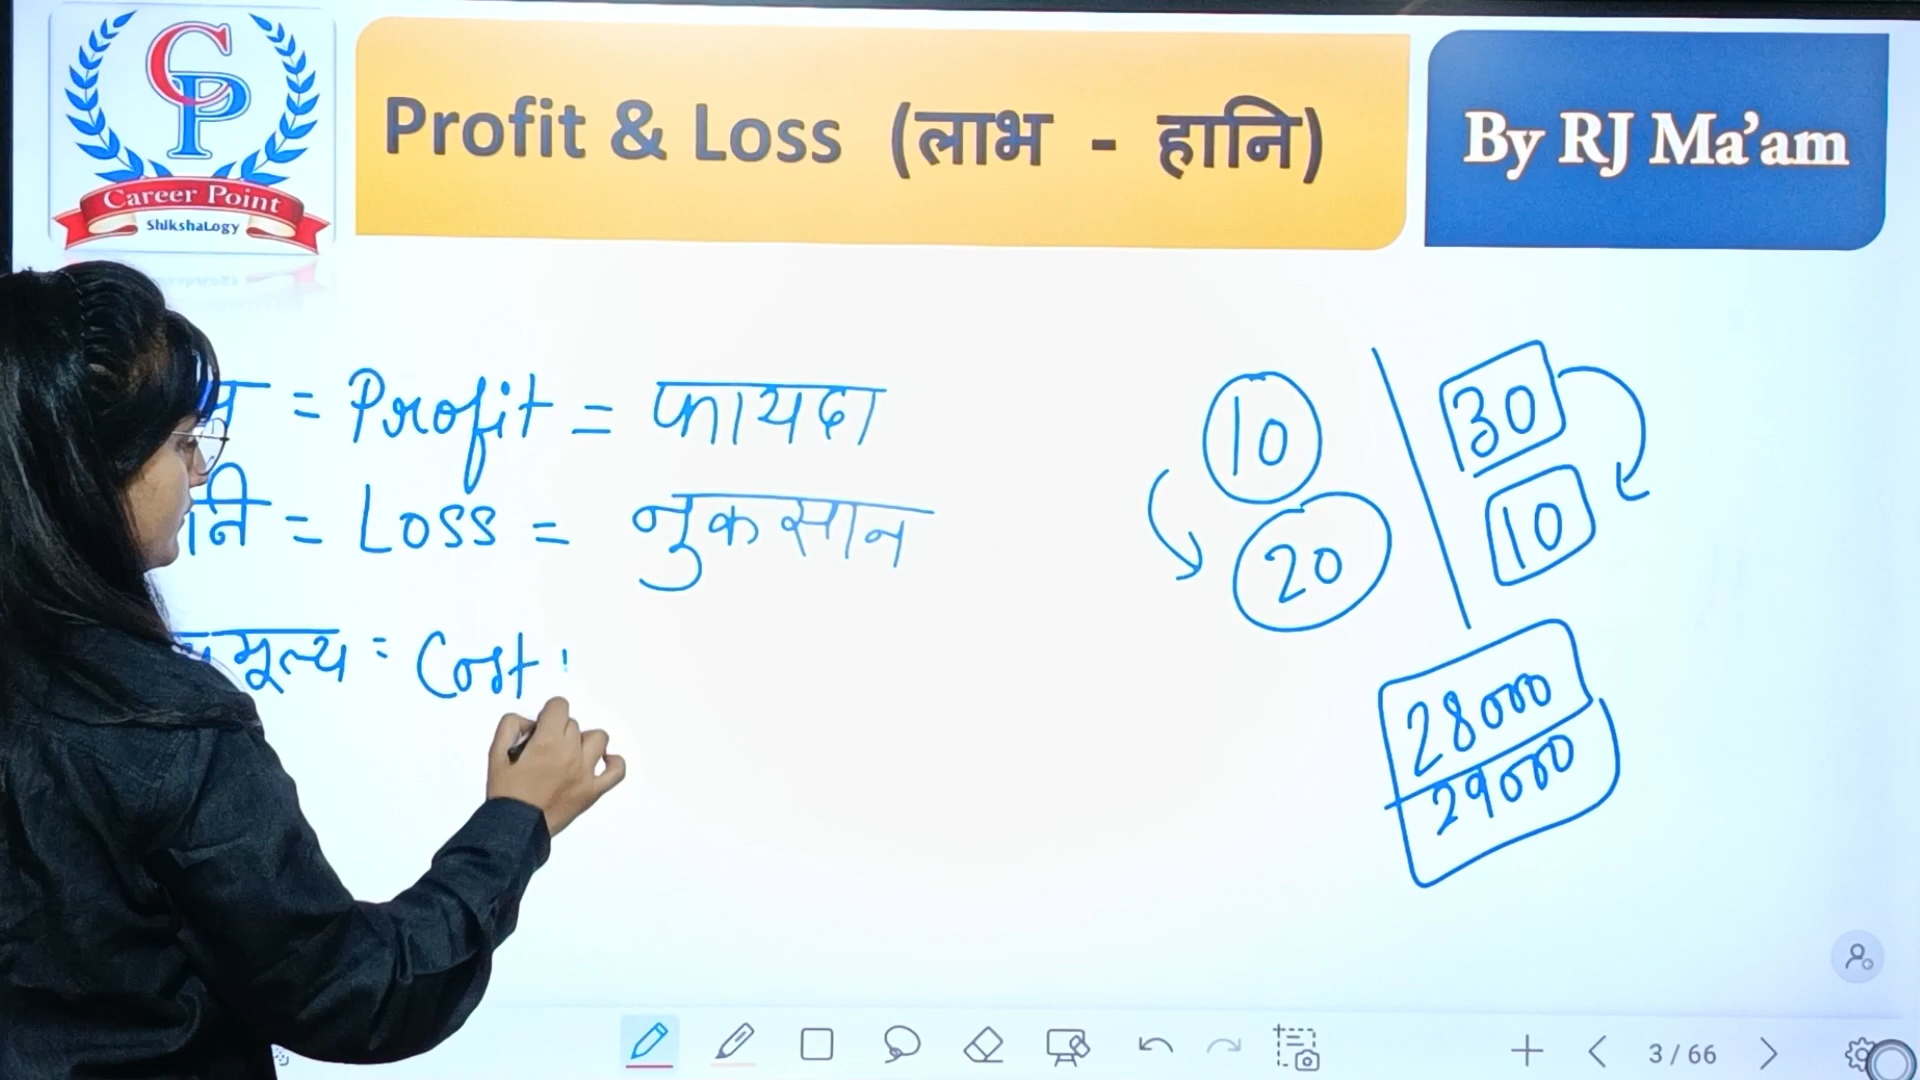 CP
Career Point
ShikshaLogy
Profit & Loss (लाभ - हानि)
By RJ Ma'am
= Profit = फायदा
= Loss = नुकसान
मूल्य = Cost
10
20
30
10
28000
29000
3 / 66